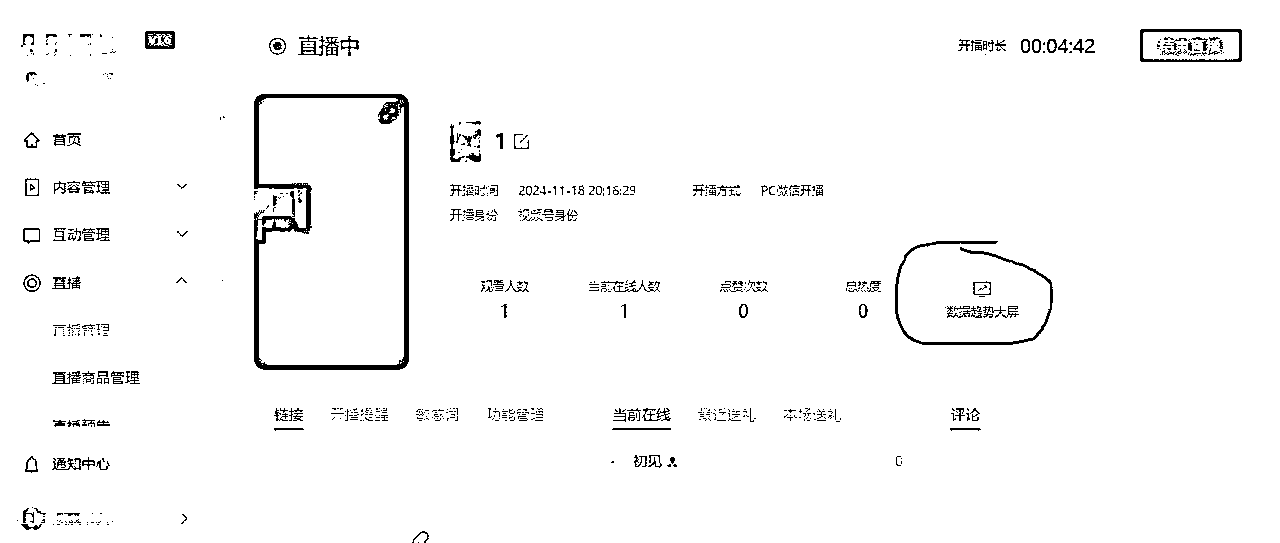 直播中
开播时长 00:04:42
结束直播
首页
内容管理
互动管理
直播
直播管理
直播商品管理
直播预告
通知中心
1
开播时间 2024-11-18 20:16:29 开播方式 PC微信开播
开播身份 视频号身份
观看人数 当前在线人数 点赞次数 总热度
1 1 0 0
数据趋势大屏
链接 开播提醒 敏感词 功能管理 当前在线 最近送礼 本场送礼 评论
初见 0